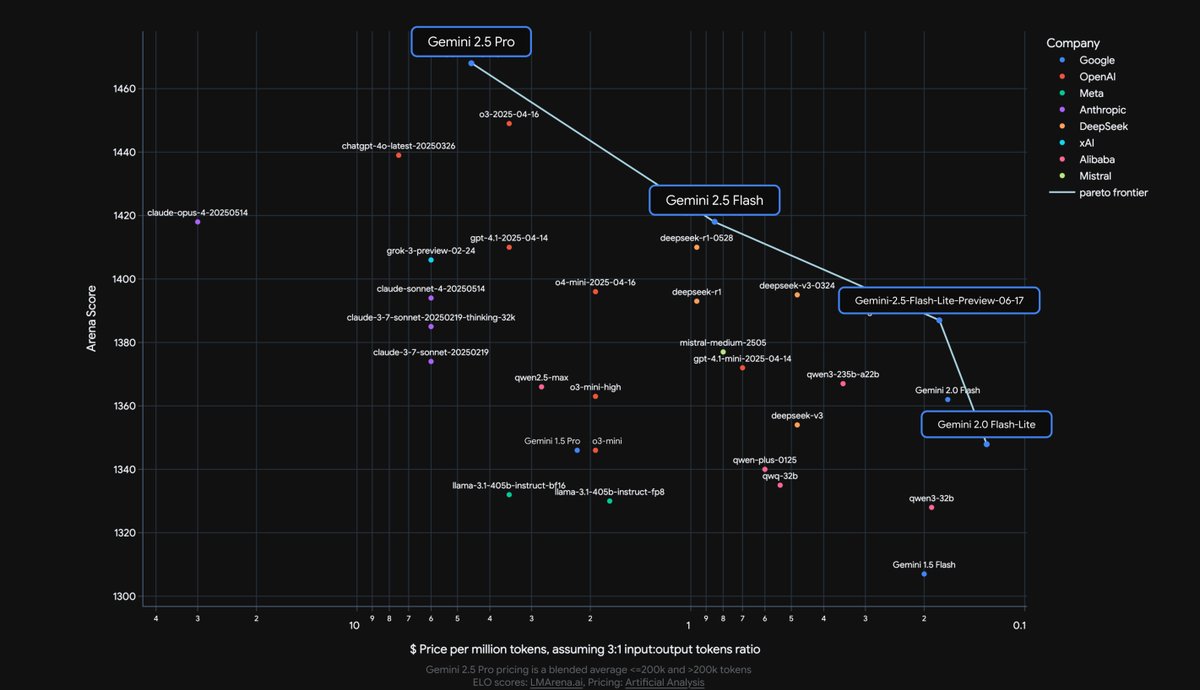 Gemini 2.5 Pro
Company
Google
OpenAI
Meta
Anthropic
DeepSeek
xAI
Alibaba
Mistral
pareto frontier
1460
o3-2025-04-16
chatgpt-4o-latest-20250326
1440
Gemini 2.5 Flash
1420
claude-opus-4-20250514
gpt-4.1-2025-04-14
deepseek-r1-0528
grok-3-preview-02-24
1400
claude-sonnet-4-20250514
o4-mini-2025-04-16
deepseek-r1
deepseek-v3-0324
Gemini-2.5-Flash-Lite-Preview-06-17
claude-3-7-sonnet-20250219-thinking-32k
1380
claude-3-7-sonnet-20250219
mistral-medium-2505
gpt-4.1-mini-2025-04-14
qwen2.5-max
o3-mini-high
qwen3-235b-a22b
Gemini 2.0 Flash
1360
deepseek-v3
Gemini 2.0 Flash-Lite
Gemini 1.5 Pro
o3-mini
1340
qwen-plus-0125
qwq-32b
llama-3.1-405b-instruct-bf16
llama-3.1-405b-instruct-fp8
qwen3-32b
1320
Gemini 1.5 Flash
1300
Arena Score
4 3 2 10 9 8 7 6 5 4 3 2 1 9 8 7 6 5 4 3 2 0.1
$ Price per million tokens, assuming 3:1 input:output tokens ratio
Gemini 2.5 Pro pricing is a blended average <=200k and >200k tokens
ELO scores: LMArena.ai, Pricing: Artificial Analysis